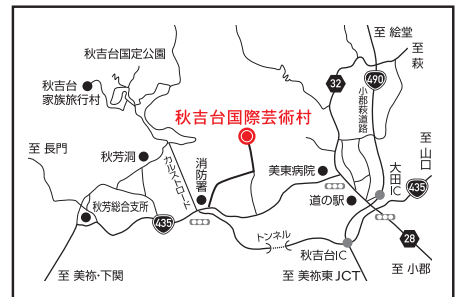 至 絵堂
至
萩
秋吉台国定公園
32
490
秋吉台
家族旅行村
小郡萩道路
秋吉台国際芸術村
至
山口
至 長門
秋芳洞
カルストロード
消防署
美東病院
大田IC
435
秋芳総合支所
道の駅
435
トンネル
28
秋吉台IC
至 美祢・下関
至 美祢東JCT
至 小郡